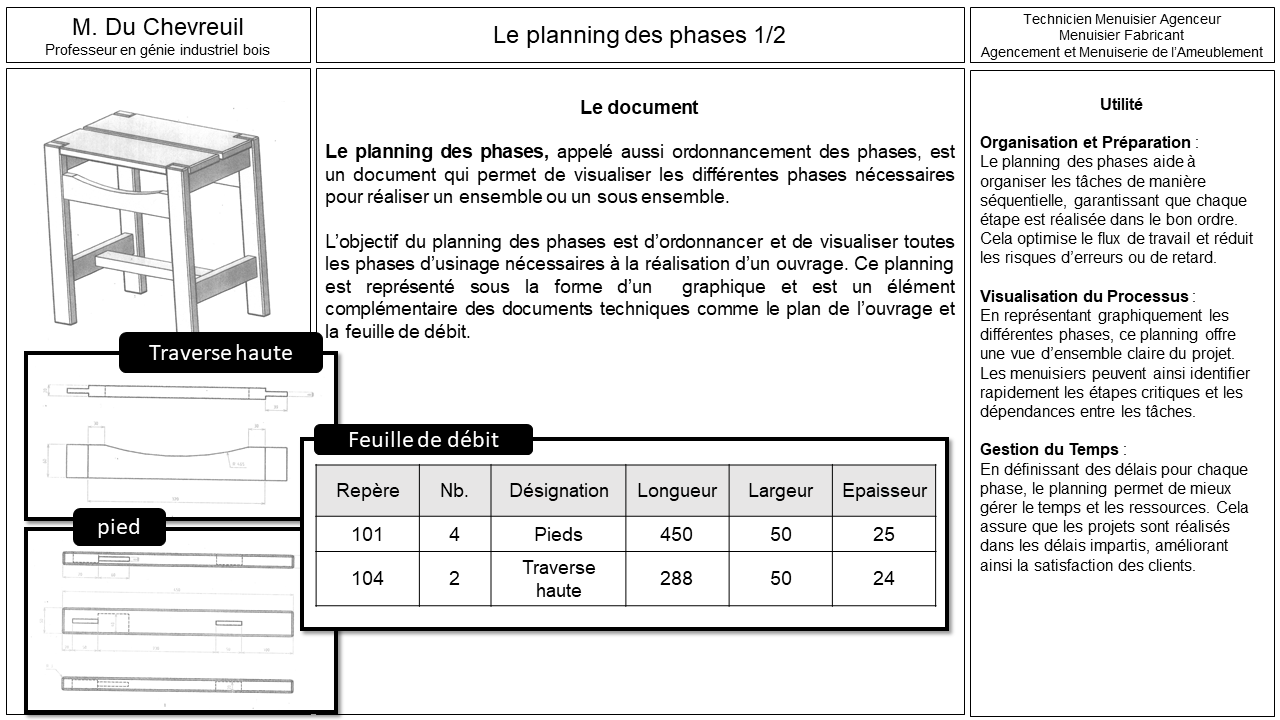 M. Du Chevreuil
Professeur en génie industriel bois
Le planning des phases 1/2
Technicien Menuisier Agenceur
Menuisier Fabricant
Agencement et Menuiserie de l’Ameublement
Le document
Le planning des phases, appelé aussi ordonnancement des phases, est
un document qui permet de visualiser les différentes phases nécessaires
pour réaliser un ensemble ou un sous ensemble.
L’objectif du planning des phases est d’ordonnancer et de visualiser toutes
les phases d’usinage nécessaires à la réalisation d’un ouvrage. Ce planning
est représenté sous la forme d’un graphique et est un élément
complémentaire des documents techniques comme le plan de l’ouvrage et
la feuille de débit.
Traverse haute
pied
Feuille de débit
Repère Nb. Désignation Longueur Largeur Epaisseur
101 4 Pieds 450 50 25
104 2 Traverse haute 288 50 24
Utilité
Organisation et Préparation :
Le planning des phases aide à
organiser les tâches de manière
séquentielle, garantissant que chaque
étape est réalisée dans le bon ordre.
Cela optimise le flux de travail et réduit
les risques d’erreurs ou de retard.
Visualisation du Processus :
En représentant graphiquement les
différentes phases, ce planning offre
une vue d’ensemble claire du projet.
Les menuisiers peuvent ainsi identifier
rapidement les étapes critiques et les
dépendances entre les tâches.
Gestion du Temps :
En définissant des délais pour chaque
phase, le planning permet de mieux
gérer le temps et les ressources. Cela
assure que les projets sont réalisés
dans les délais impartis, améliorant
ainsi la satisfaction des clients.